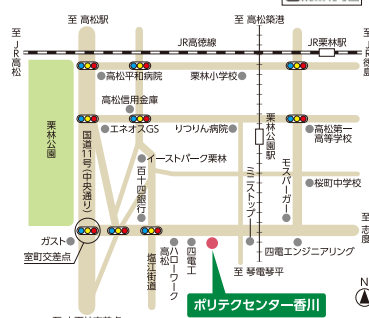 至 高松駅
至 高松築港
至 JR高松
JR高徳線
JR栗林駅
至 JR徳島
高松平和病院
栗林小学校
高松信用金庫
エネオスGS
りつりん病院
栗林公園駅
高松第一
高等学校
栗林公園
国道11号(中央通り)
イーストパーク栗林
百十四銀行
ミニストップ
モスバーガー
桜町中学校
至 志度
ガスト
室町交差点
塩江街道
ハローワーク
高松
四電工
四電エンジニアリング
至 琴電琴平
N
ポリテクセンター香川